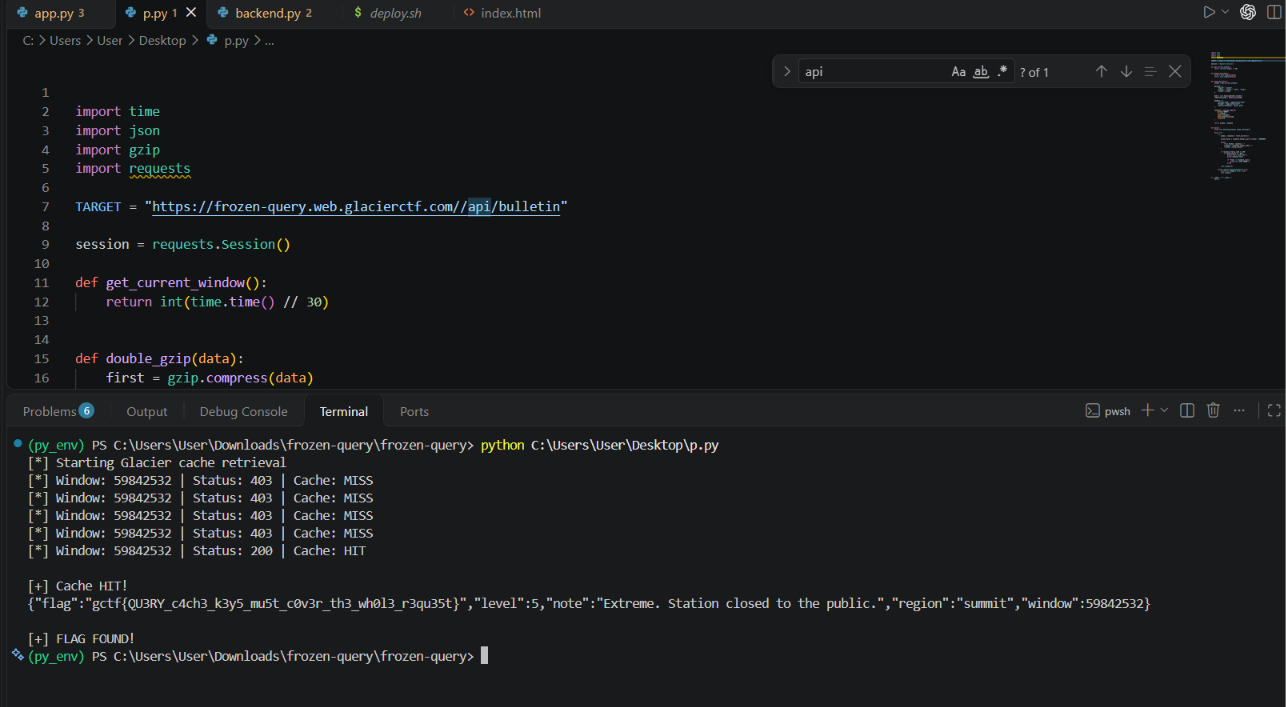 app.py 3 p.py 1 backend.py 2 $ deploy.sh <> index.html
C: > Users > User > Desktop > p.py > ...
api Aa ab .* ? of 1
1
2 import time
3 import json
4 import gzip
5 import requests
6
7 TARGET = "https://frozen-query.web.glacierctf.com//api/bulletin"
8
9 session = requests.Session()
10
11 def get_current_window():
12 return int(time.time() // 30)
13
14
15 def double_gzip(data):
16 first = gzip.compress(data)
Problems 6 Output Debug Console Terminal Ports pwsh
(py_env) PS C:\Users\User\Downloads\frozen-query\frozen-query> python C:\Users\User\Desktop\p.py
[*] Starting Glacier cache retrieval
[*] Window: 59842532 | Status: 403 | Cache: MISS
[*] Window: 59842532 | Status: 403 | Cache: MISS
[*] Window: 59842532 | Status: 403 | Cache: MISS
[*] Window: 59842532 | Status: 403 | Cache: MISS
[*] Window: 59842532 | Status: 200 | Cache: HIT
[+] Cache HIT!
{"flag":"gctf{QU3RY_c4ch3_k3y5_mu5t_c0v3r_th3_wh0l3_r3qu35t}","level":5,"note":"Extreme. Station closed to the public.","region":"summit","window":59842532}
[+] FLAG FOUND!
(py_env) PS C:\Users\User\Downloads\frozen-query\frozen-query>